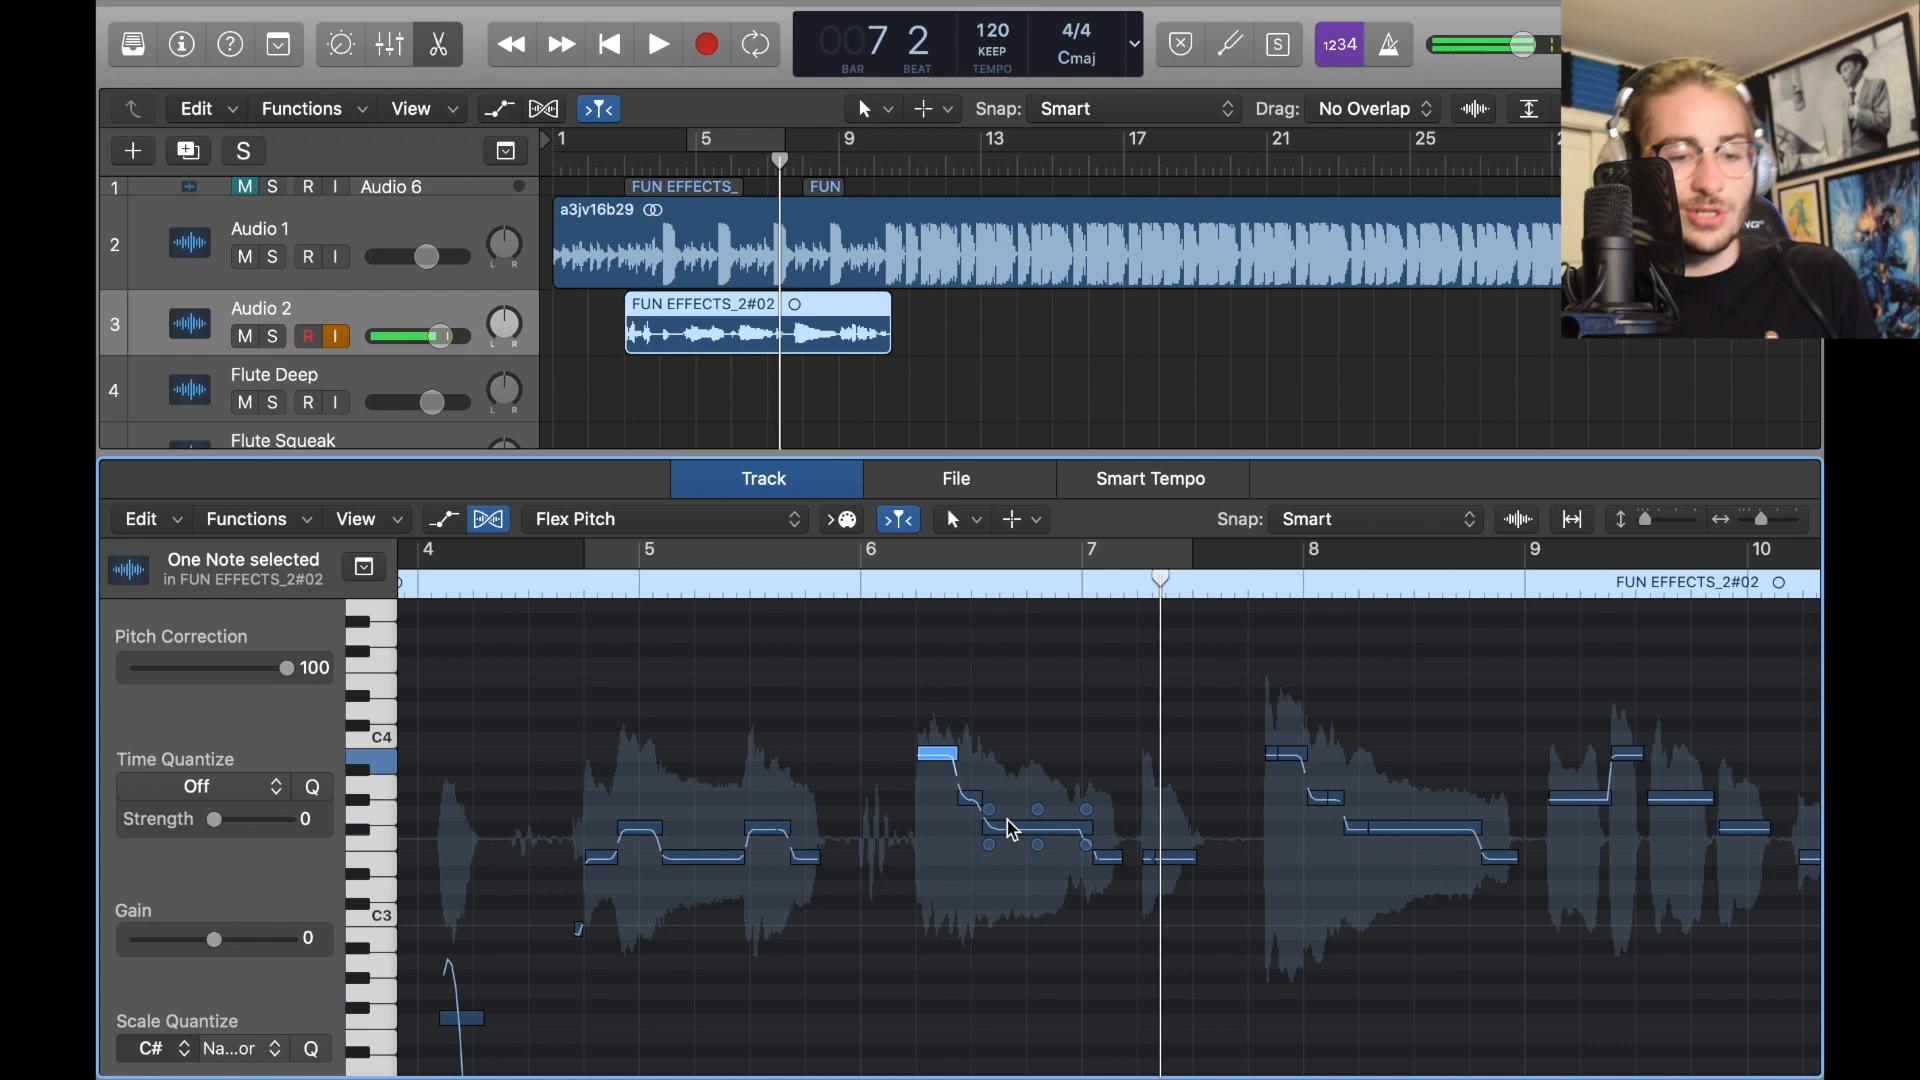 007 2 120 4/4
KEEP Cmaj
BAR BEAT TEMPO
S 1234
Edit Functions View Snap: Smart Drag: No Overlap
S
1 5 9 13 17 21 25
1 M S R I Audio 6 FUN EFFECTS_ FUN
a3jv16b29
2 Audio 1
M S R I L R
3 Audio 2 FUN EFFECTS_2#02
M S R I L R
4 Flute Deep
M S R I L R
Flute Squeak
Track File Smart Tempo
Edit Functions View Flex Pitch Snap: Smart
One Note selected
in FUN EFFECTS_2#02
4 5 6 7 8 9 10
FUN EFFECTS_2#02
Pitch Correction
100
C4
Time Quantize
Off Q
Strength 0
Gain
C3
0
Scale Quantize
C# Na...or Q